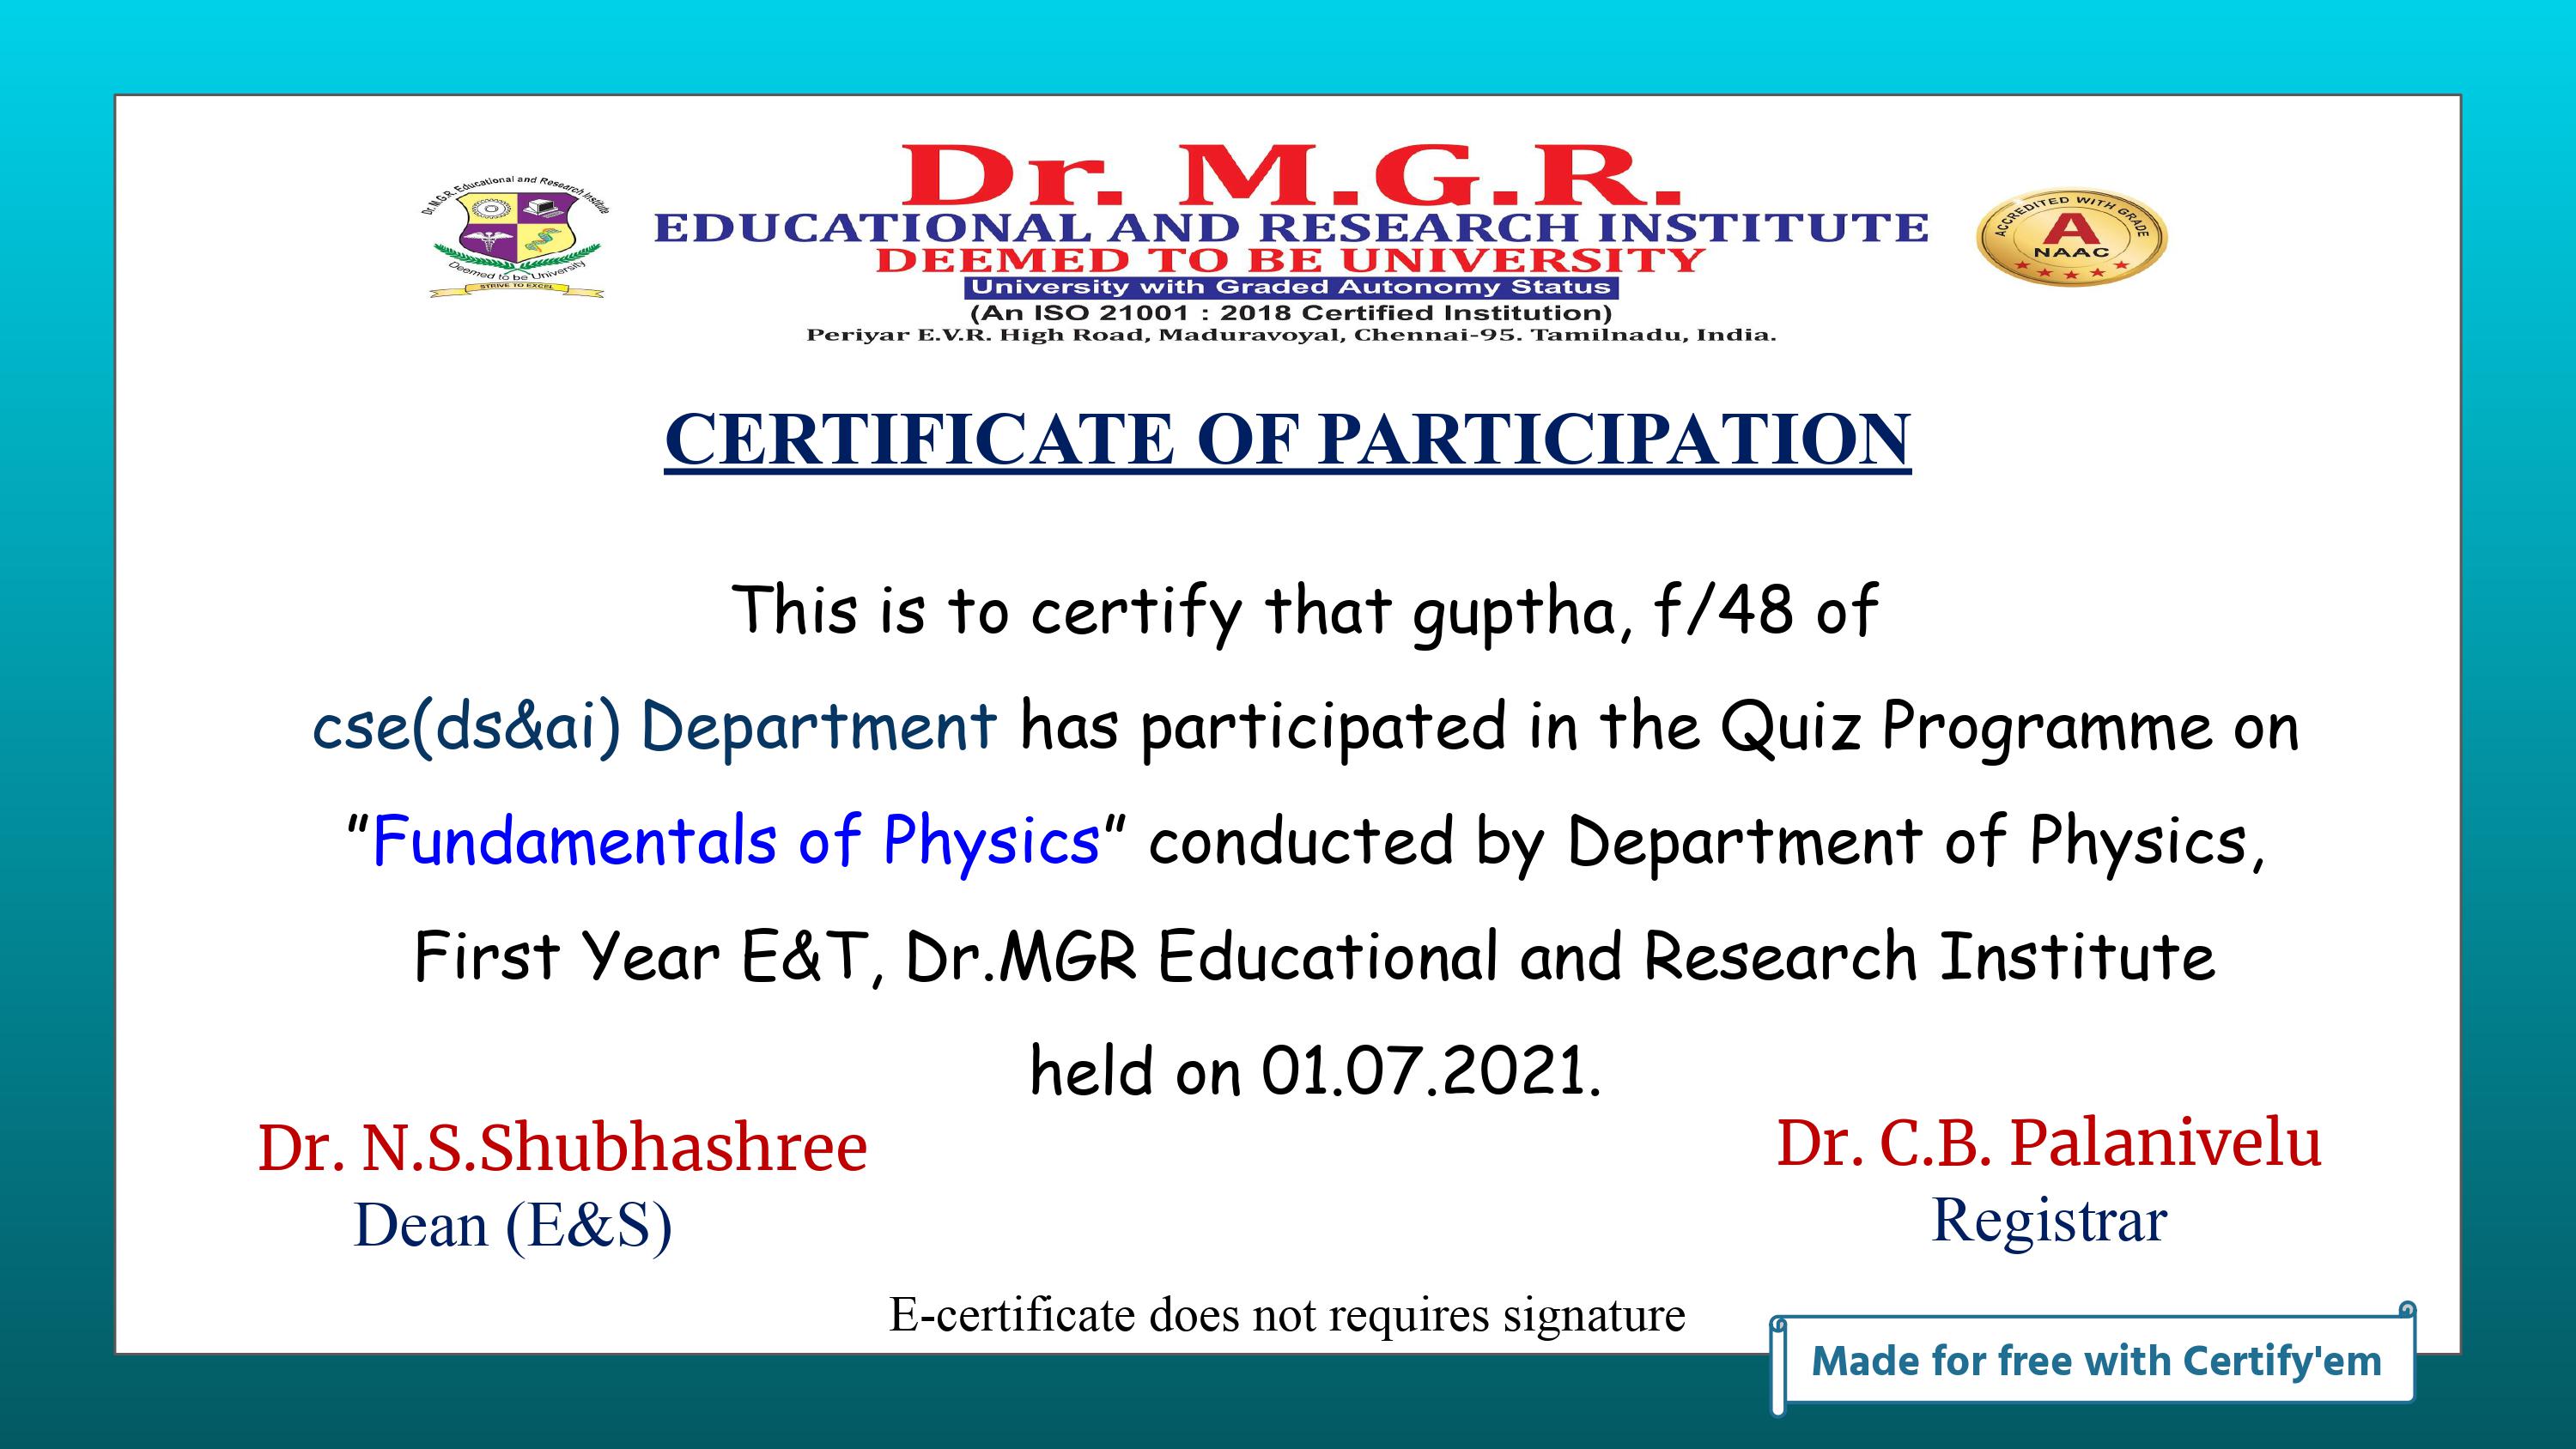 Dr.M.G.R. Educational and Research Institute
Deemed to be University
STRIVE TO EXCEL
Dr. M.G.R.
EDUCATIONAL AND RESEARCH INSTITUTE
DEEMED TO BE UNIVERSITY
University with Graded Autonomy Status
(An ISO 21001 : 2018 Certified Institution)
Periyar E.V.R. High Road, Maduravoyal, Chennai-95. Tamilnadu, India.
ACCREDITED WITH GRADE
A
NAAC
CERTIFICATE OF PARTICIPATION
This is to certify that guptha, f/48 of
cse(ds&ai) Department has participated in the Quiz Programme on
"Fundamentals of Physics" conducted by Department of Physics,
First Year E&T, Dr.MGR Educational and Research Institute
held on 01.07.2021.
Dr. N.S.Shubhashree
Dean (E&S)
Dr. C.B. Palanivelu
Registrar
E-certificate does not requires signature
Made for free with Certify'em